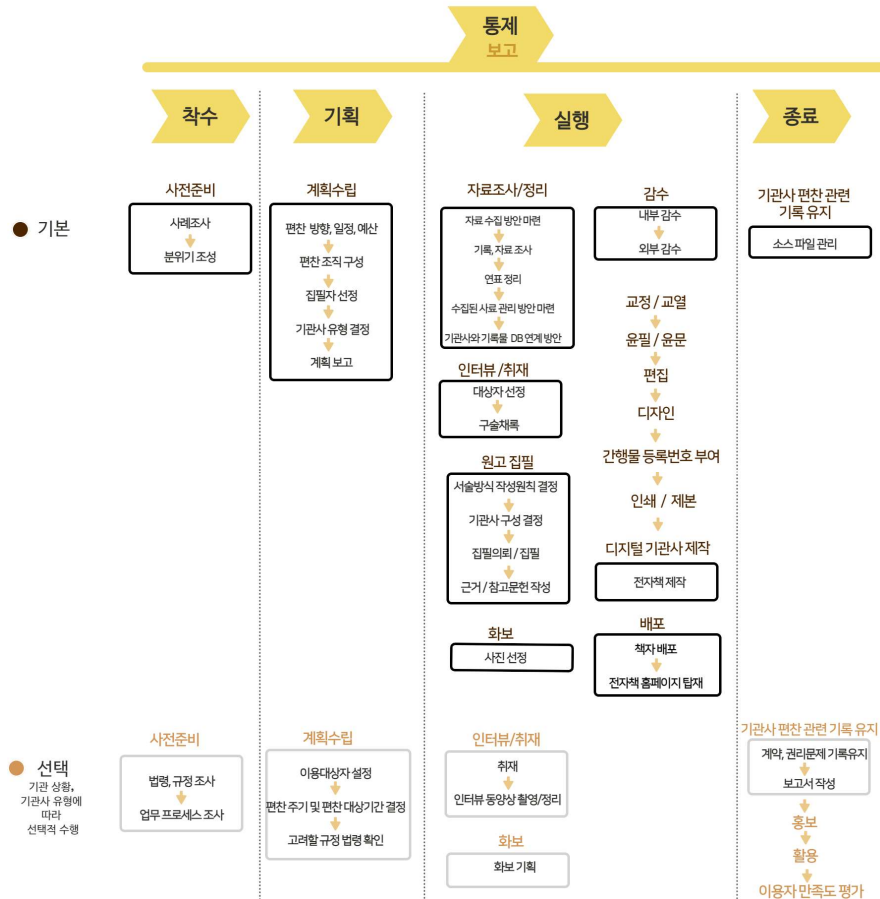 통제
보고
착수
기획
실행
종료
기본
사전준비
사례조사
분위기 조성
계획수립
편찬 방향, 일정, 예산
편찬 조직 구성
집필자 선정
기관사 유형 결정
계획 보고
자료조사/정리
자료 수집 방안 마련
기록, 자료 조사
연표 정리
수집된 사료 관리 방안 마련
기관사와 기록물 DB 연계 방안
인터뷰 /취재
대상자 선정
구술채록
원고 집필
서술방식 작성원칙 결정
기관사 구성 결정
집필의뢰 / 집필
근거 / 참고문헌 작성
화보
사진 선정
감수
내부 감수
외부 감수
교정 / 교열
윤필 / 윤문
편집
디자인
간행물 등록번호 부여
인쇄 / 제본
디지털 기관사 제작
전자책 제작
배포
책자 배포
전자책 홈페이지 탑재
기관사 편찬 관련
기록 유지
소스 파일 관리
선택
기관 상황,
기관사 유형에
따라
선택적 수행
사전준비
법령, 규정 조사
업무 프로세스 조사
계획수립
이용대상자 설정
편찬 주기 및 편찬 대상기간 결정
고려할 규정 법령 확인
인터뷰/취재
취재
인터뷰 동양상 촬영/정리
화보
화보 기획
기관사 편찬 관련 기록 유지
계약, 권리문제 기록유지
보고서 작성
홍보
활용
이용자 만족도 평가